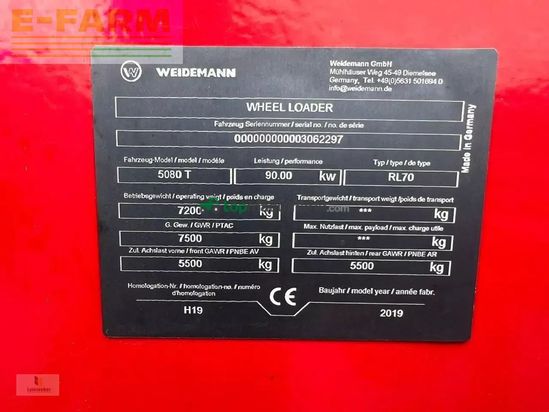 E-FARM
WEIDEMANN
Weidemann GmbH
Mühlhäuser Weg 45-49 Diemelsee
Germany, Tel. +49(0)5631 501694 0
info@weidemann.de
WHEEL LOADER
Fahrzeug Seriennummer / serial no. / no. de série
000000000003062297
Made in Germany
Fahrzeug-Model / model / modéle
Leistung / performance
Typ / type / de type
5080 T
90.00 kw
RL70
Betriebsgewicht / operating weigt / poids en charge
Transportgewicht / transport weigt / poids de transport
7200 kg
*** kg
G. Gew. / GWR / PTAC
Max. Nutzlast / max. payload / max. charge utile
7500 kg
*** kg
Zul. Achslast vorne / front GAWR / PNBE AV
Zul. Achslast hinten / rear GAWR / PNBE AR
5500 kg
5500 kg
Homologation-Nr. / homologation-no. / numéro d'homologation
CE
Baujahr / model year / année fabr.
H19
2019